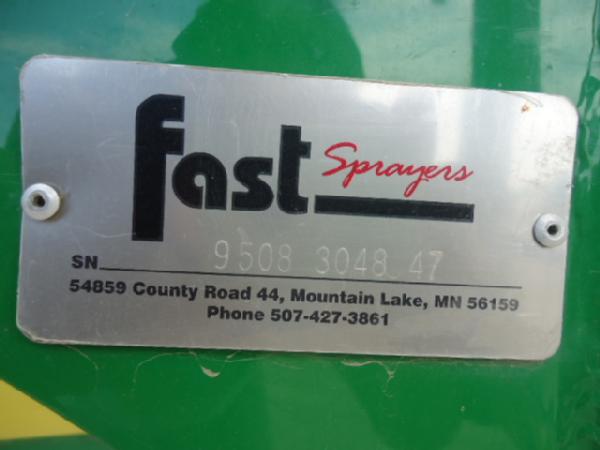 fast Sprayers
SN 9508 3048 47
54859 County Road 44, Mountain Lake, MN 56159
Phone 507-427-3861